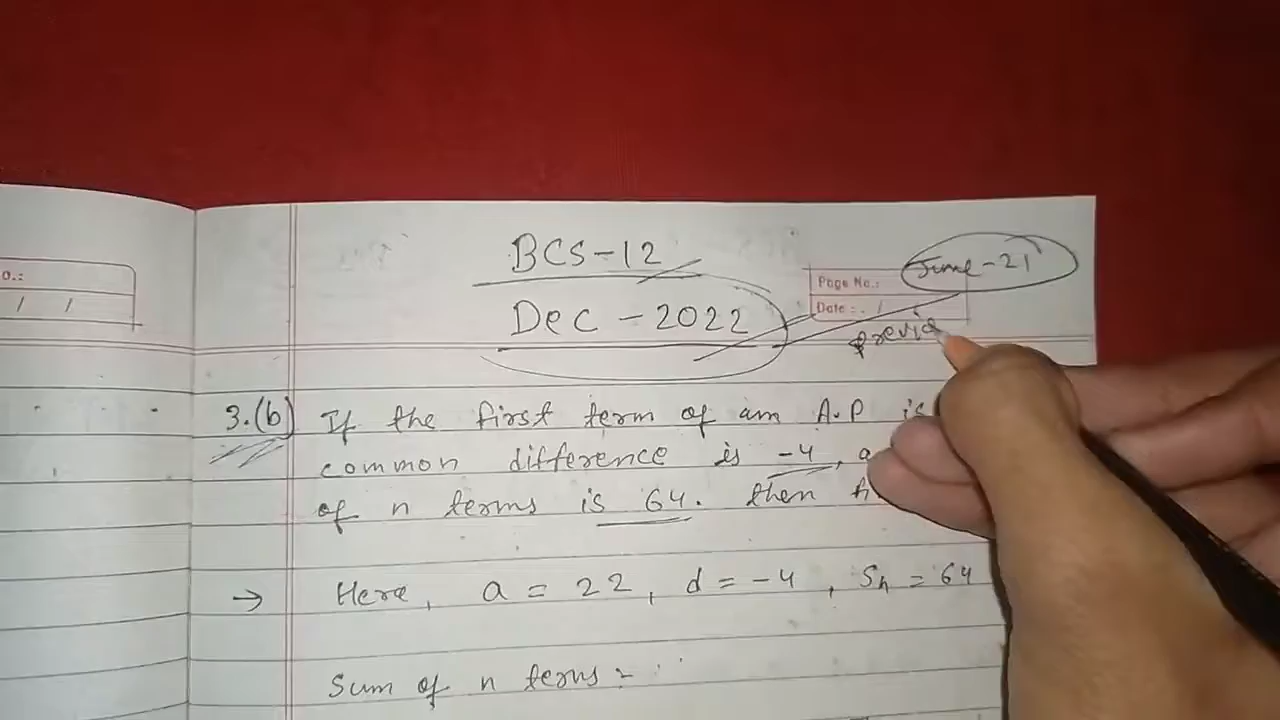 BCS-12
Dec - 2022
June-21
Page No.:
Date : . /
previo
o.:
/ /
3.(b) If the first term of an A.P is
common difference is -4, a
of n terms is 64. then fi
→ Here, a = 22, d = -4, Sn = 64
Sum of n terms :-